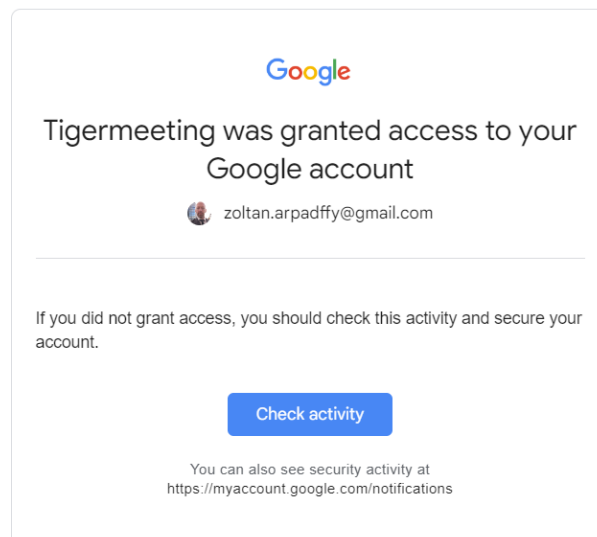 Google
Tigermeeting was granted access to your
Google account
zoltan.arpadffy@gmail.com
If you did not grant access, you should check this activity and secure your
account.
Check activity
You can also see security activity at
https://myaccount.google.com/notifications